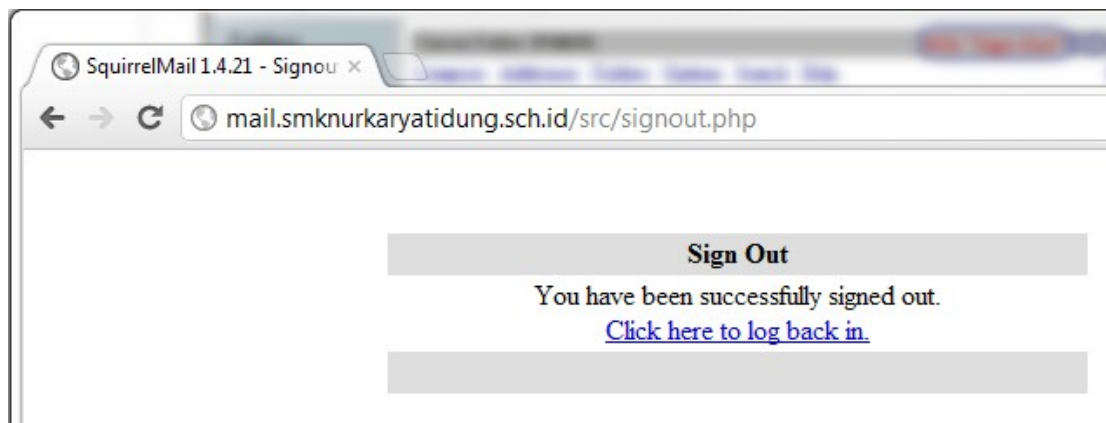 SquirrelMail 1.4.21 - Signou
mail.smknurkaryatidung.sch.id/src/signout.php
Sign Out
You have been successfully signed out.
Click here to log back in.